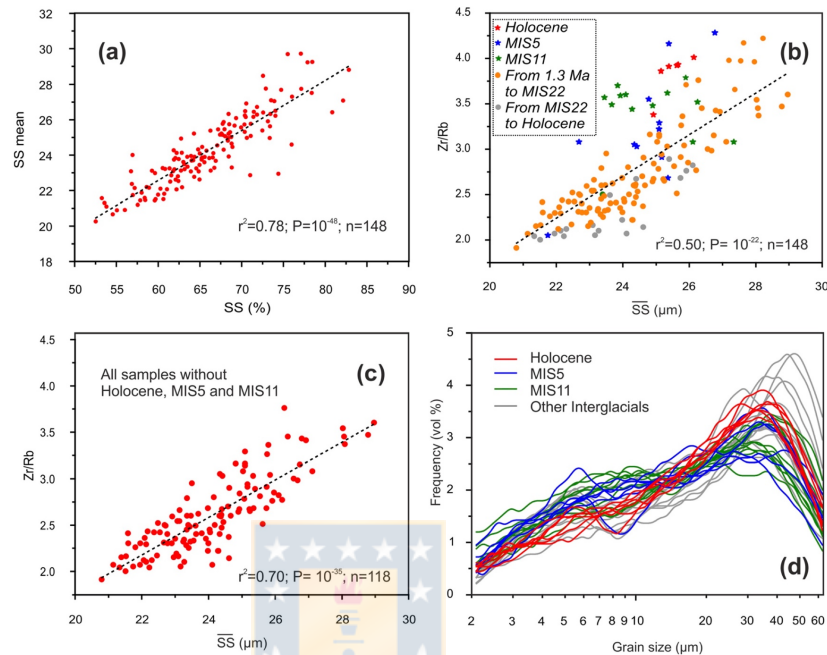 (a)
SS mean
32
30
28
26
24
22
20
18
16
50 55 60 65 70 75 80 85 90
SS (%)
r²=0.78; P=10⁻⁴⁸; n=148
(b)
Zr/Rb
4.5
4.0
3.5
3.0
2.5
2.0
1.5
20 22 24 26 28 30
S̅S̅ (µm)
Holocene
MIS5
MIS11
From 1.3 Ma
to MIS22
From MIS22
to Holocene
r²=0.50; P= 10⁻²²; n=148
(c)
All samples without
Holocene, MIS5 and MIS11
Zr/Rb
4.5
4.0
3.5
3.0
2.5
2.0
20 22 24 26 28 30
S̅S̅ (µm)
r²=0.70; P= 10⁻³⁵; n=118
(d)
Holocene
MIS5
MIS11
Other Interglacials
Frequency (vol %)
5
4
3
2
1
0
2 3 4 5 6 7 8 9 10 20 30 40 50 60
Grain size (µm)